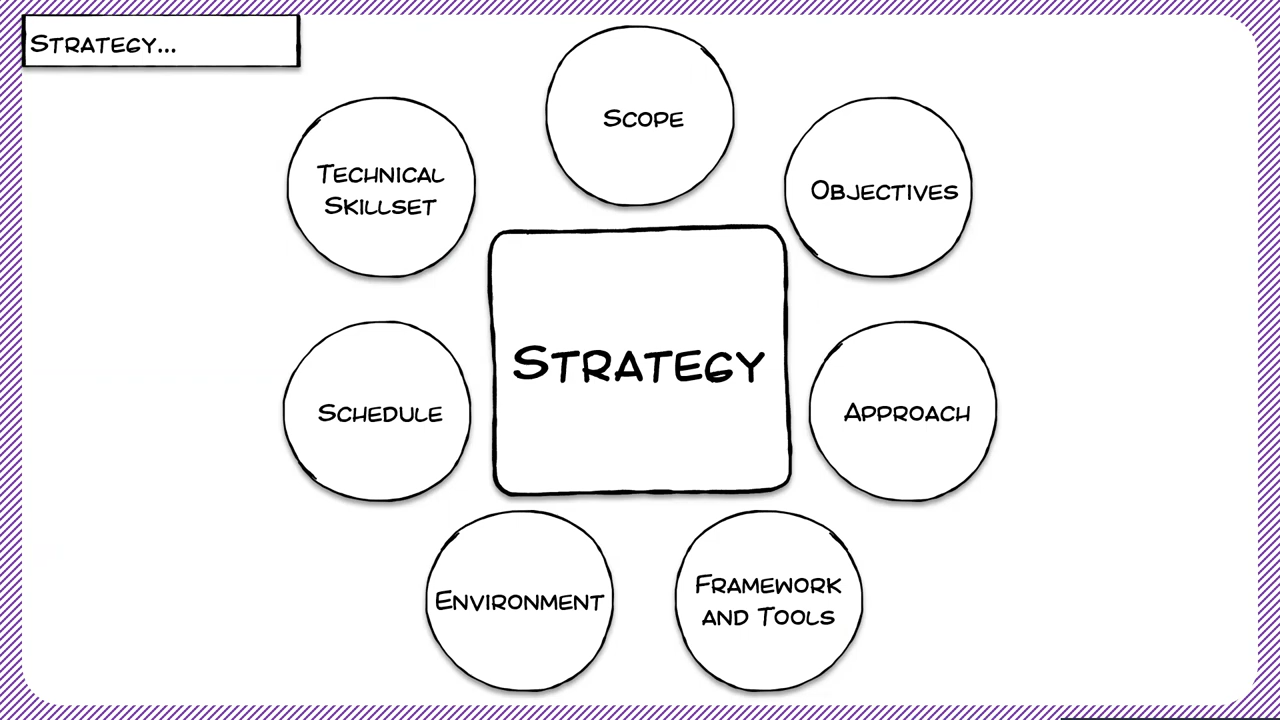 Strategy...
Scope
Technical
Skillset
Objectives
Strategy
Schedule
Approach
Environment
Framework
and Tools